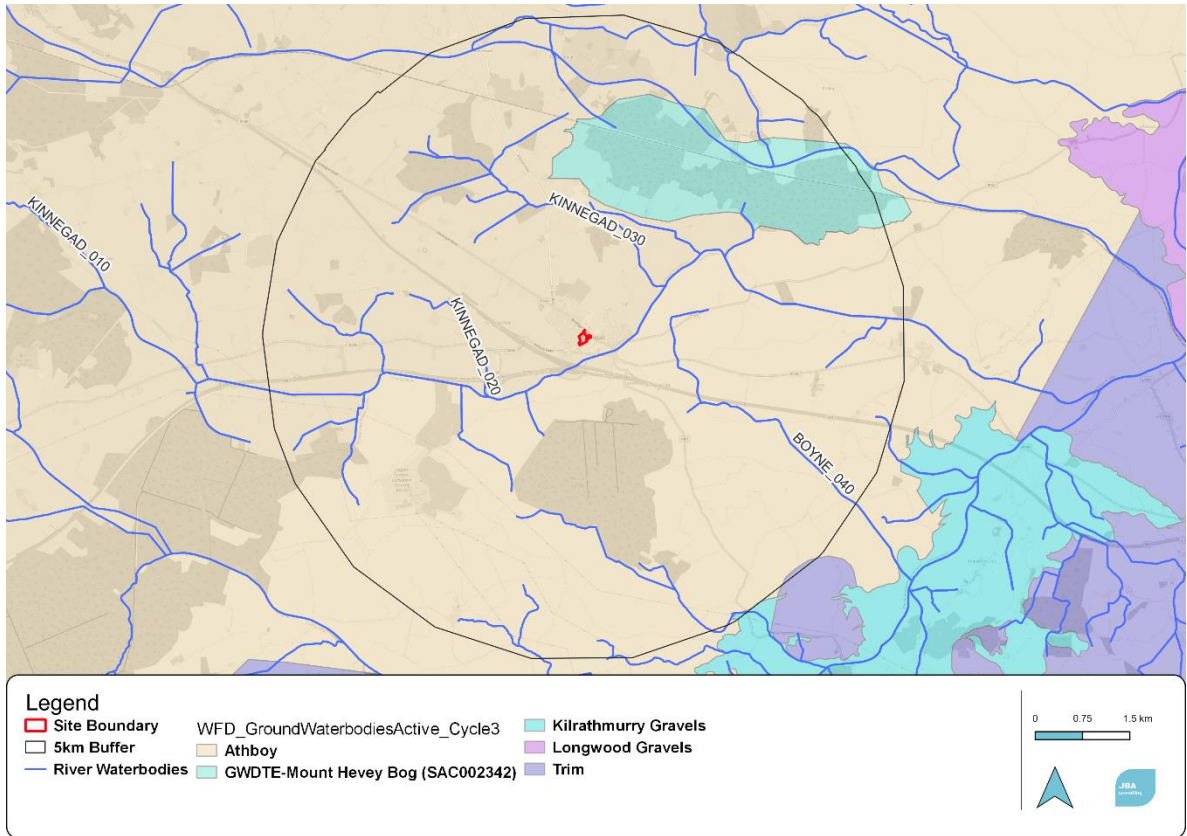 KINNEGAD_010
KINNEGAD_030
KINNEGAD_020
BOYNE_040
Legend
Site Boundary
5km Buffer
River Waterbodies
WFD_GroundWaterbodiesActive_Cycle3
Athboy
GWDTE-Mount Hevey Bog (SAC002342)
Kilrathmurry Gravels
Longwood Gravels
Trim
0 0.75 1.5 km
JBA
consulting